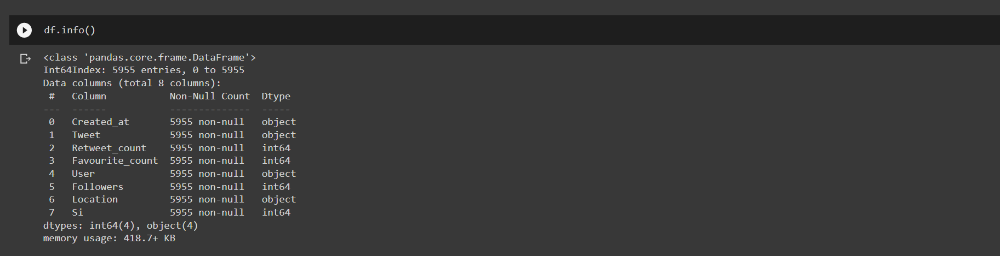 df.info()
<class 'pandas.core.frame.DataFrame'>
Int64Index: 5955 entries, 0 to 5955
Data columns (total 8 columns):
 #   Column           Non-Null Count  Dtype
---  ------           --------------  -----
 0   Created_at       5955 non-null   object
 1   Tweet            5955 non-null   object
 2   Retweet_count    5955 non-null   int64
 3   Favourite_count  5955 non-null   int64
 4   User             5955 non-null   object
 5   Followers        5955 non-null   int64
 6   Location         5955 non-null   object
 7   Si               5955 non-null   int64
dtypes: int64(4), object(4)
memory usage: 418.7+ KB